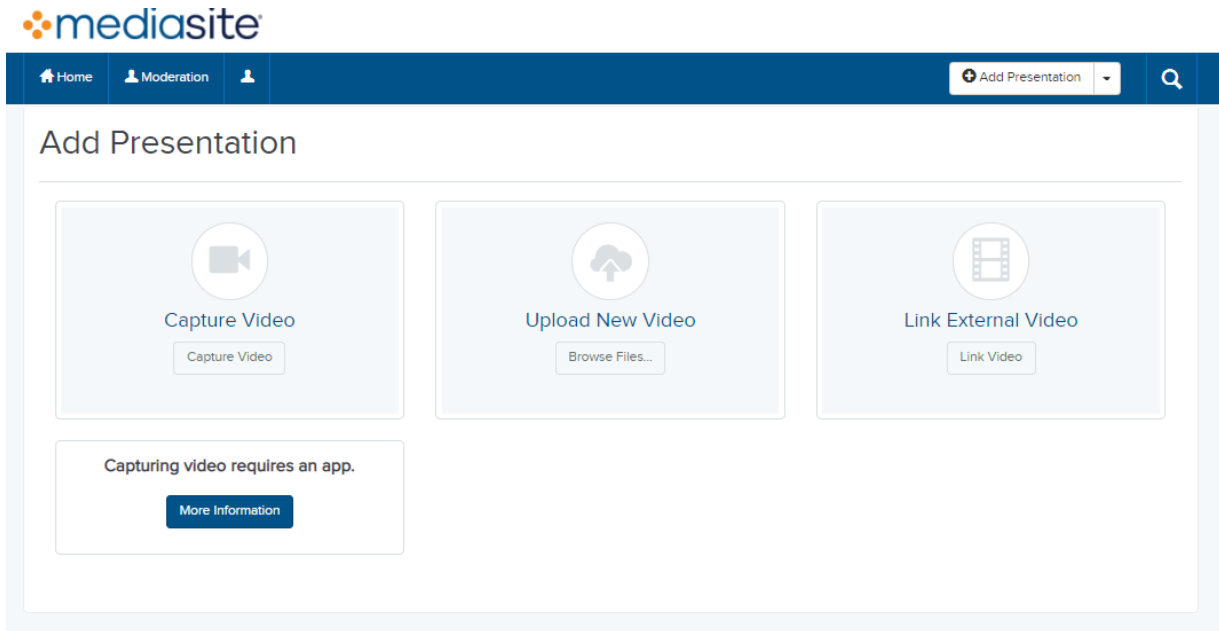 mediasite
Home Moderation Add Presentation
Add Presentation
Capture Video Upload New Video Link External Video
Capture Video Browse Files... Link Video
Capturing video requires an app.
More Information